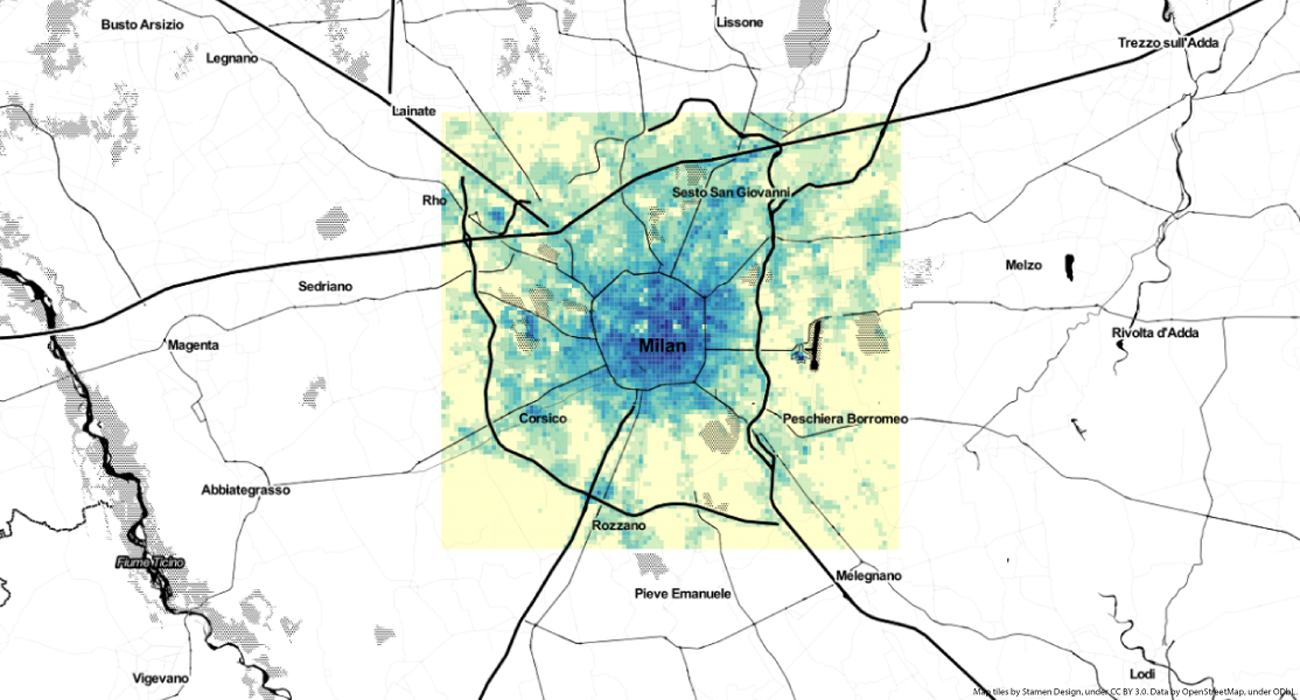 Busto Arsizio
Lissone
Trezzo sull'Adda
Legnano
Lainate
Sesto San Giovanni
Rho
Melzo
Sedriano
Rivolta d'Adda
Magenta
Milan
Corsico
Peschiera Borromeo
Abbiategrasso
Rozzano
Fiume Ticino
Melegnano
Pieve Emanuele
Lodi
Vigevano
Map tiles by Stamen Design, under CC BY 3.0. Data by OpenStreetMap, under ODbL.